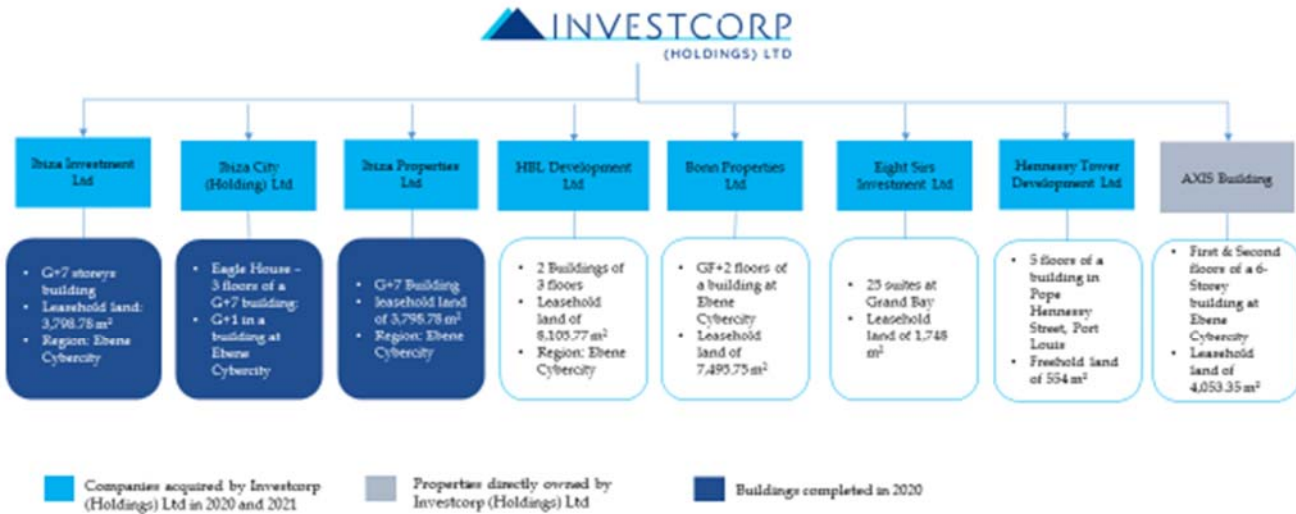 INVESTCORP
(HOLDINGS) LTD
Ibiza Investment
Ltd
Ibiza City
(Holding) Ltd
Ibiza Properties
Ltd
HBL Development
Ltd
Bonn Properties
Ltd
Eight Sirs
Investment Ltd
Hennessy Tower
Development Ltd
AXIS Building
• G+7 storeys
building
• Leasehold land:
3,798.78 m²
• Region: Ebene
Cybercity
• Eagle House –
3 floors of a
G+7 building;
• G+1 in a
building at
Ebene
Cybercity
• G+7 Building
• leasehold land
of 3,798.78 m²
• Region: Ebene
Cybercity
• 2 Buildings of
3 floors
• Leasehold
land of
m²
• Region: Ebene
Cybercity
• GF+2 floors of
a building at
Ebene
Cybercity
• Leasehold
land of
m²
• 25 suites at
Grand Bay
• Leasehold
land of 1,748
m²
• 5 floors of a
building in
Pope
Hennessy
Street, Port
Louis
• Freehold land
of 554 m²
• First & Second
floors of a 6-
Storey
building at
Ebene
Cybercity
• Leasehold
land of
4,053.35 m²
Companies acquired by Investcorp
(Holdings) Ltd in 2020 and 2021
Properties directly owned by
Investcorp (Holdings) Ltd
Buildings completed in 2020